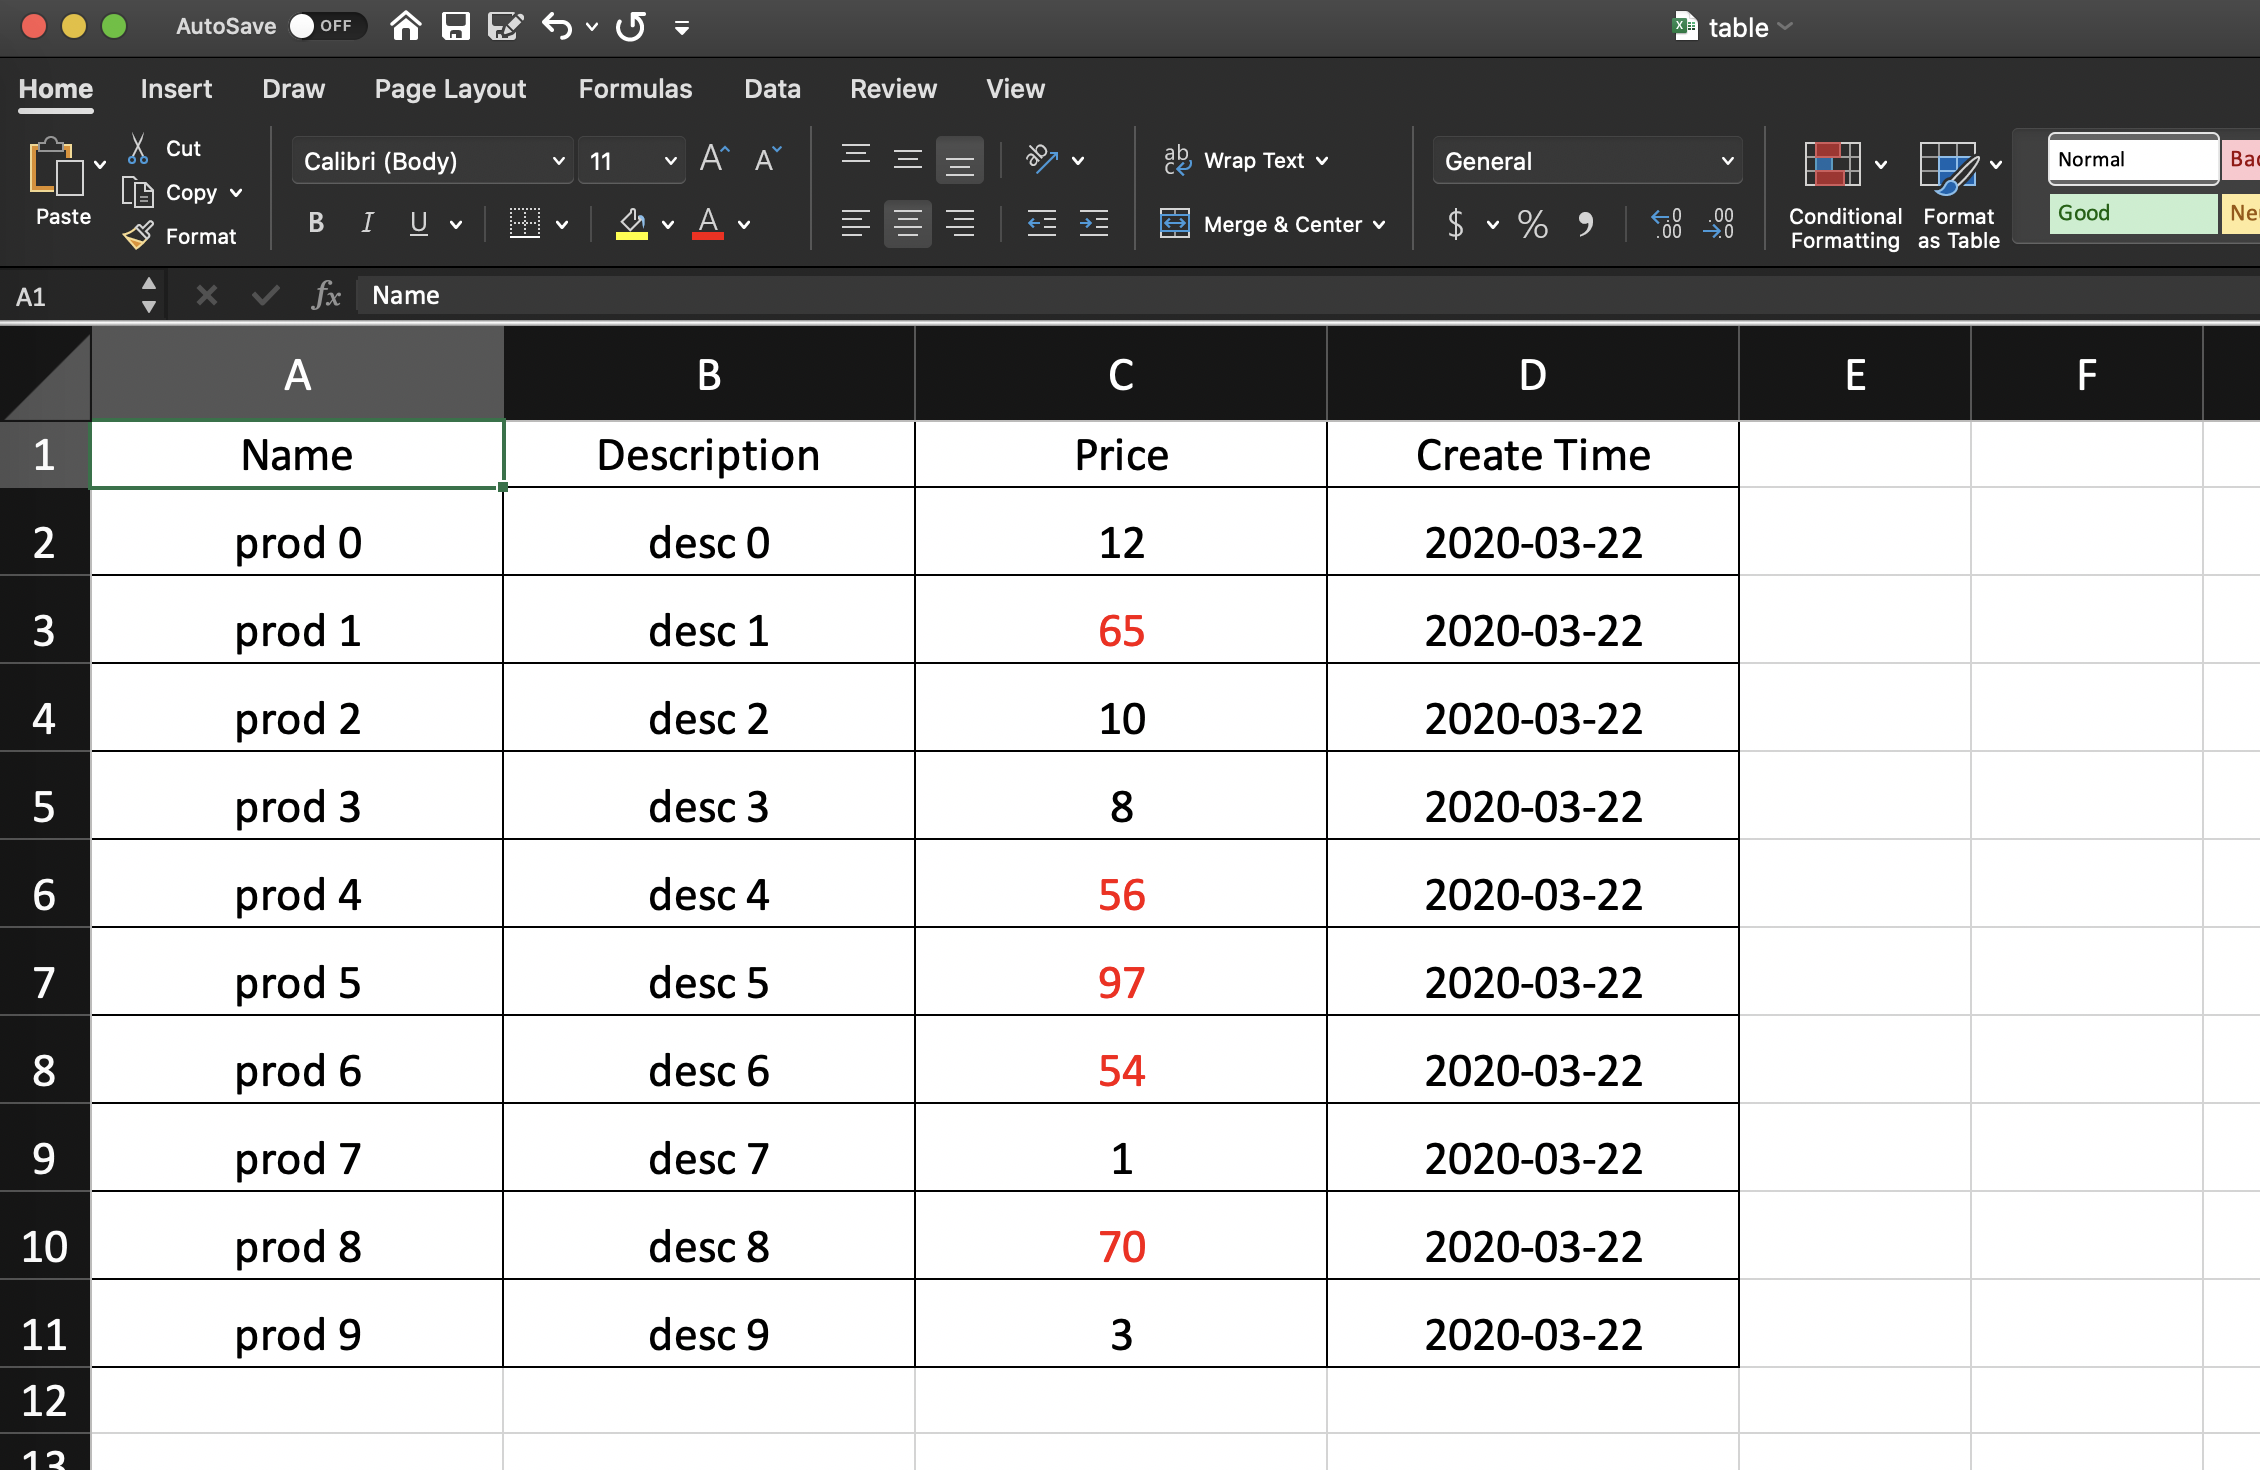 AutoSave OFF table
Home Insert Draw Page Layout Formulas Data Review View
Paste
Cut
Copy
Format
Calibri (Body) 11 A A
B I U A
ab Wrap Text
Merge & Center
General
$ % , .0 .00 .00 .0
Conditional Formatting
Format as Table
Normal
Good
A1 fx Name
A B C D E F
1 Name Description Price Create Time
2 prod 0 desc 0 12 2020-03-22
3 prod 1 desc 1 65 2020-03-22
4 prod 2 desc 2 10 2020-03-22
5 prod 3 desc 3 8 2020-03-22
6 prod 4 desc 4 56 2020-03-22
7 prod 5 desc 5 97 2020-03-22
8 prod 6 desc 6 54 2020-03-22
9 prod 7 desc 7 1 2020-03-22
10 prod 8 desc 8 70 2020-03-22
11 prod 9 desc 9 3 2020-03-22
12
13